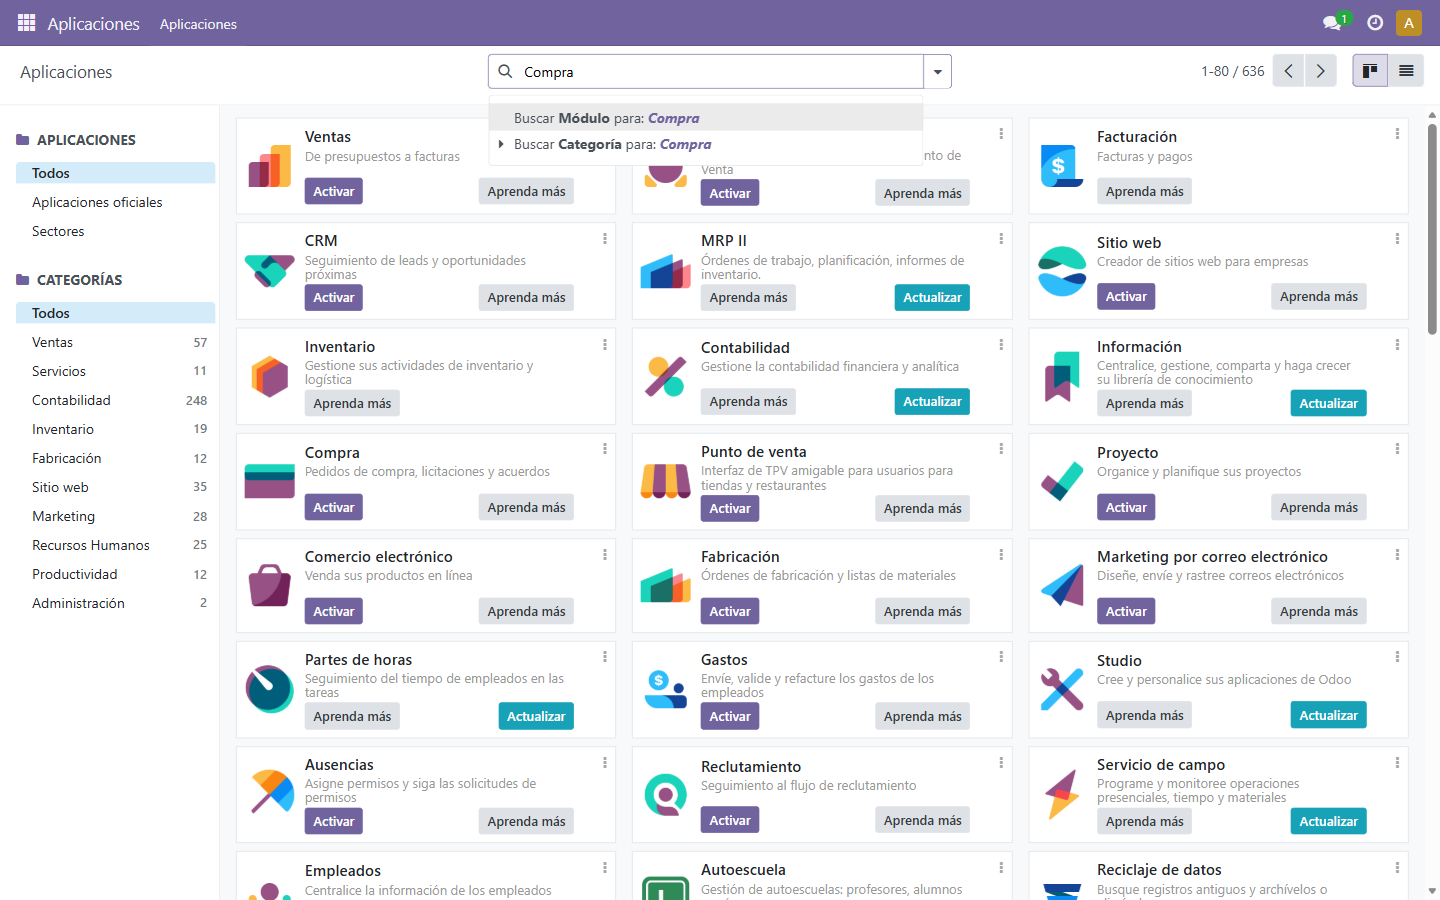 Aplicaciones
Aplicaciones
1
A
Aplicaciones
Compra
1-80 / 636
Buscar Módulo para: Compra
Buscar Categoría para: Compra
APLICACIONES
Todos
Aplicaciones oficiales
Sectores
CATEGORÍAS
Todos
Ventas 57
Servicios 11
Contabilidad 248
Inventario 19
Fabricación 12
Sitio web 35
Marketing 28
Recursos Humanos 25
Productividad 12
Administración 2
Ventas
De presupuestos a facturas
Activar
Aprenda más
nto de
Venta
Activar
Aprenda más
Facturación
Facturas y pagos
Aprenda más
CRM
Seguimiento de leads y oportunidades
próximas
Activar
Aprenda más
MRP II
Órdenes de trabajo, planificación, informes de
inventario.
Aprenda más
Actualizar
Sitio web
Creador de sitios web para empresas
Activar
Aprenda más
Inventario
Gestione sus actividades de inventario y
logística
Aprenda más
Contabilidad
Gestione la contabilidad financiera y analítica
Aprenda más
Actualizar
Información
Centralice, gestione, comparta y haga crecer
su librería de conocimiento
Aprenda más
Actualizar
Compra
Pedidos de compra, licitaciones y acuerdos
Activar
Aprenda más
Punto de venta
Interfaz de TPV amigable para usuarios para
tiendas y restaurantes
Activar
Aprenda más
Proyecto
Organice y planifique sus proyectos
Activar
Aprenda más
Comercio electrónico
Venda sus productos en línea
Activar
Aprenda más
Fabricación
Órdenes de fabricación y listas de materiales
Activar
Aprenda más
Marketing por correo electrónico
Diseñe, envíe y rastree correos electrónicos
Activar
Aprenda más
Partes de horas
Seguimiento del tiempo de empleados en las
tareas
Aprenda más
Actualizar
Gastos
Envíe, valide y refacture los gastos de los
empleados
Activar
Aprenda más
Studio
Cree y personalice sus aplicaciones de Odoo
Aprenda más
Actualizar
Ausencias
Asigne permisos y siga las solicitudes de
permisos
Activar
Aprenda más
Reclutamiento
Seguimiento al flujo de reclutamiento
Activar
Aprenda más
Servicio de campo
Programe y monitoree operaciones
presenciales, tiempo y materiales
Aprenda más
Actualizar
Empleados
Centralice la información de los empleados
Autoescuela
Gestión de autoescuelas: profesores, alumnos
Reciclaje de datos
Busque registros antiguos y archívelos o